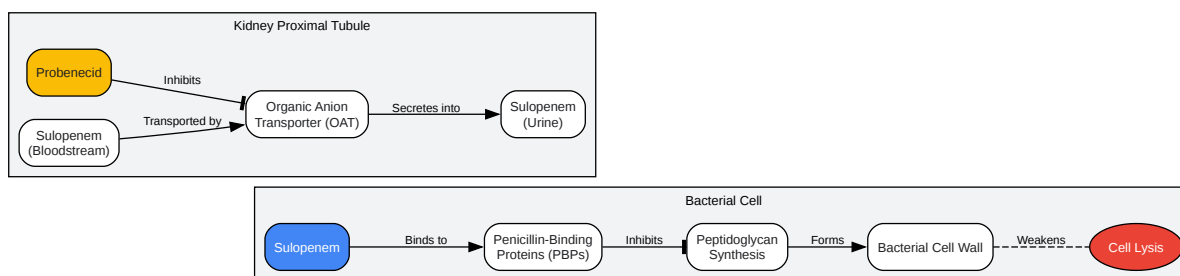 Kidney Proximal Tubule
Probenecid
Inhibits
Sulopenem
(Bloodstream)
Transported by
Organic Anion
Transporter (OAT)
Secretes into
Sulopenem
(Urine)
Bacterial Cell
Sulopenem
Binds to
Penicillin-Binding
Proteins (PBPs)
Inhibits
Peptidoglycan
Synthesis
Forms
Bacterial Cell Wall
Weakens
Cell Lysis